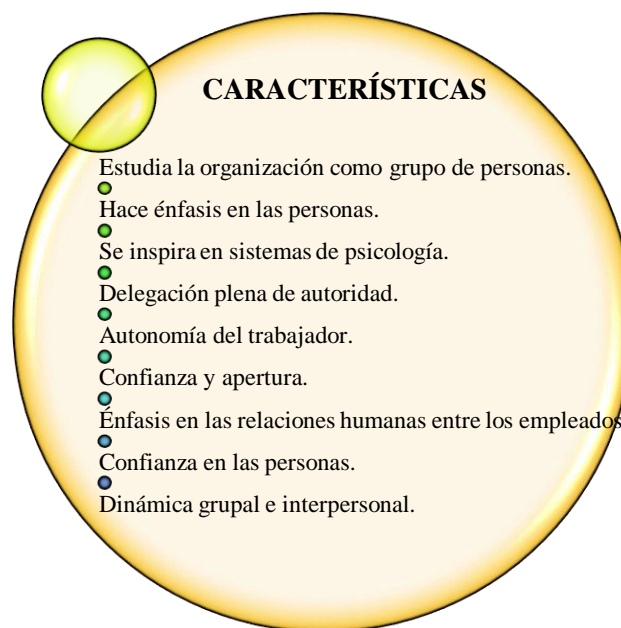 CARACTERÍSTICAS
Estudia la organización como grupo de personas.
Hace énfasis en las personas.
Se inspira en sistemas de psicología.
Delegación plena de autoridad.
Autonomía del trabajador.
Confianza y apertura.
Énfasis en las relaciones humanas entre los empleados
Confianza en las personas.
Dinámica grupal e interpersonal.